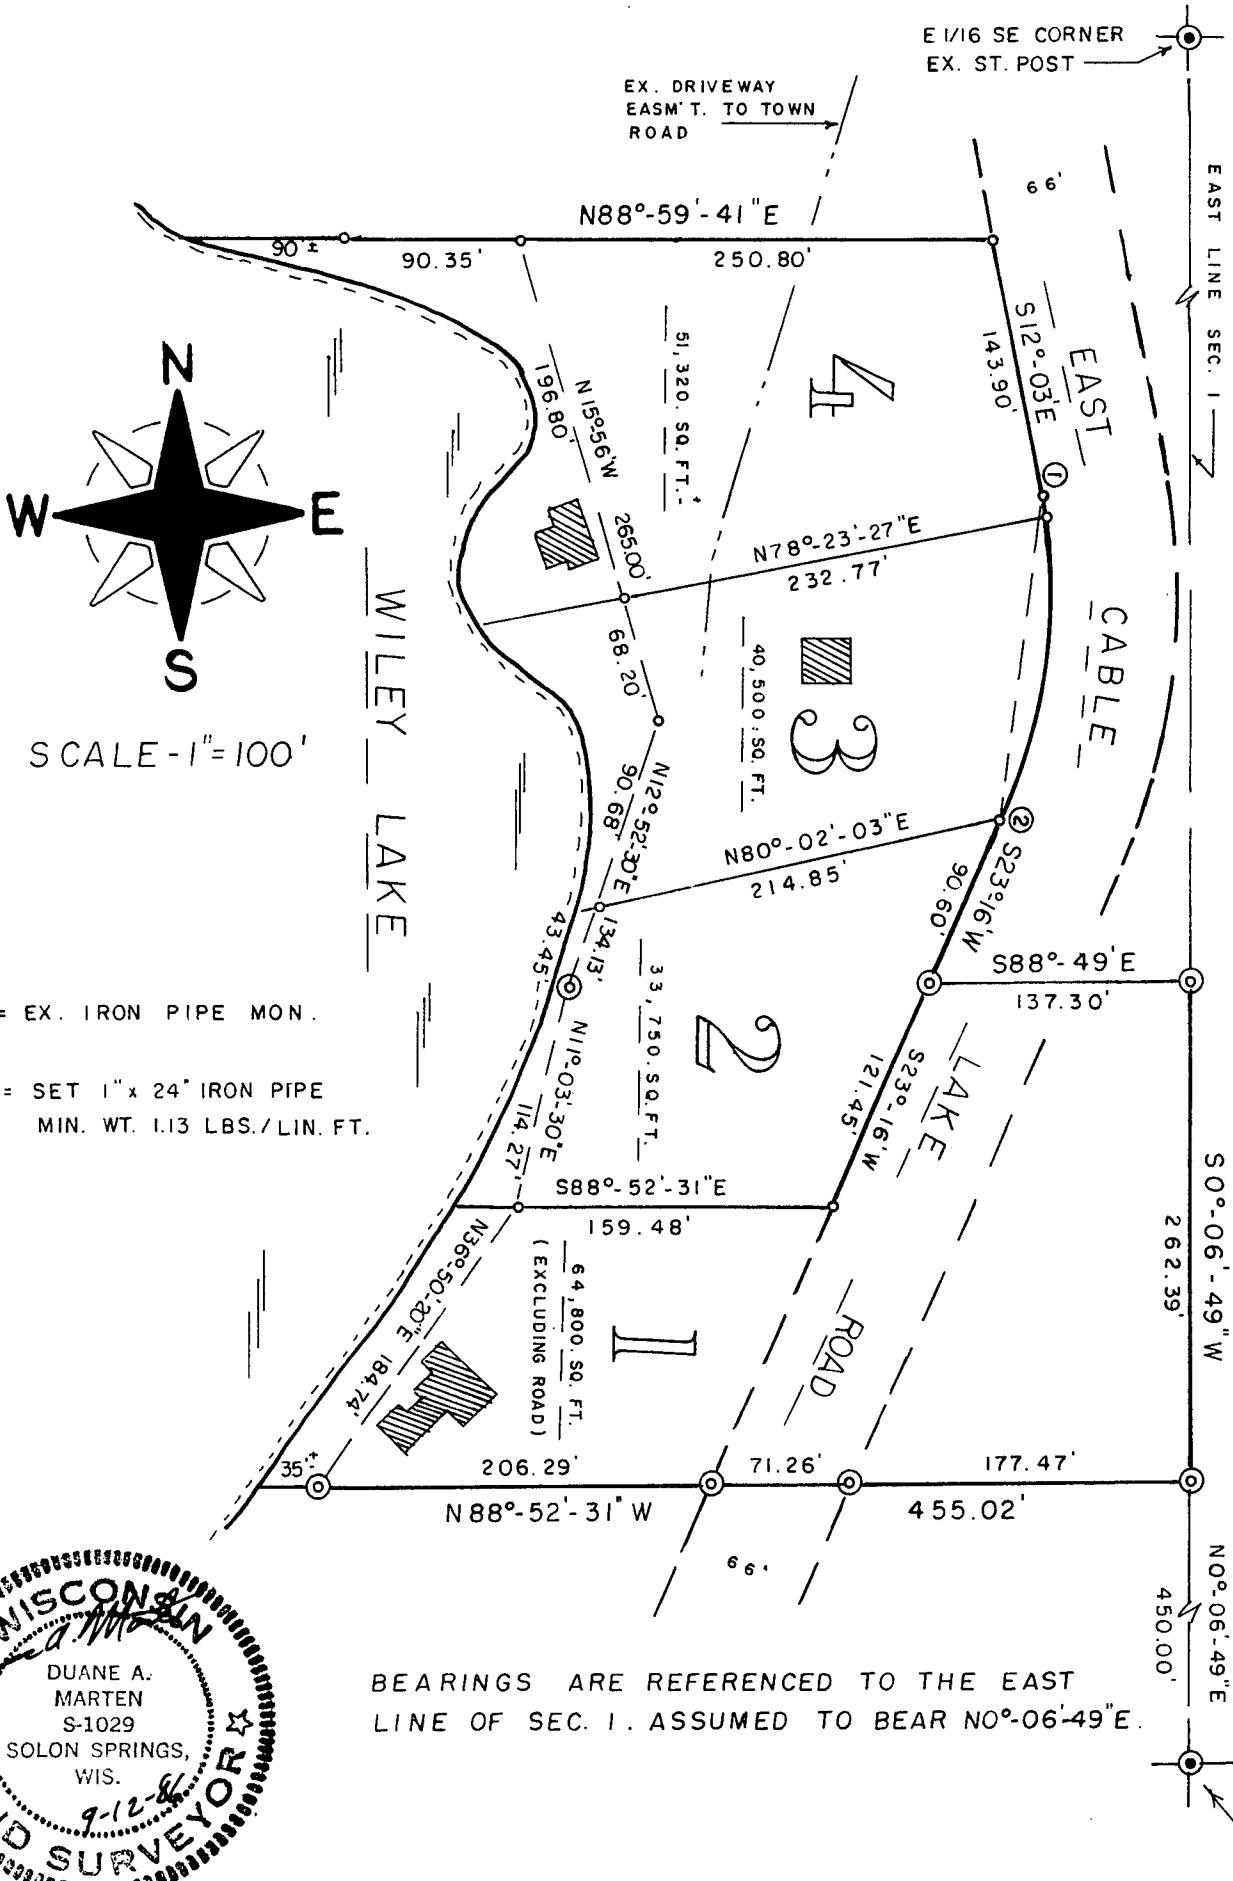 E 1/16 SE CORNER
EX. ST. POST
EX. DRIVEWAY
EASM'T. TO TOWN
ROAD
66'
EAST LINE SEC. 1
N88°-59'-41"E
90'±
90.35'
250.80'
S12°-03'E
143.90'
EAST
CABLE
LAKE
ROAD
N
W
E
S
SCALE-1"=100'
WILEY LAKE
N15°56'W
196.80'
265.00'
68.20'
51,320. SQ. FT.±
4
1
N78°-23'-27"E
232.77'
40,500. SQ. FT.
3
2
N12°-52'-30"E
90.68'
134.13'
43.45'
N80°-02'-03"E
214.85'
S23°-16'W
90.60'
S88°-49'E
137.30'
33,750. SQ. FT.
2
S23°-16'W
121.45'
N11°-03'-30"E
114.27'
= EX. IRON PIPE MON.
= SET 1" x 24" IRON PIPE
MIN. WT. 1.13 LBS./LIN. FT.
S88°-52'-31"E
159.48'
S0°-06'-49"W
262.39'
N36°-50'-20"E 184.74'
64,800. SQ. FT.
(EXCLUDING ROAD)
1
35'±
206.29'
71.26'
177.47'
N88°-52'-31"W
455.02'
66'
N0°-06'-49"E
450.00'
BEARINGS ARE REFERENCED TO THE EAST
LINE OF SEC. 1. ASSUMED TO BEAR N0°-06'-49"E.
WISCONSIN
DUANE A.
MARTEN
S-1029
SOLON SPRINGS,
WIS.
9-12-86
SURVEYOR